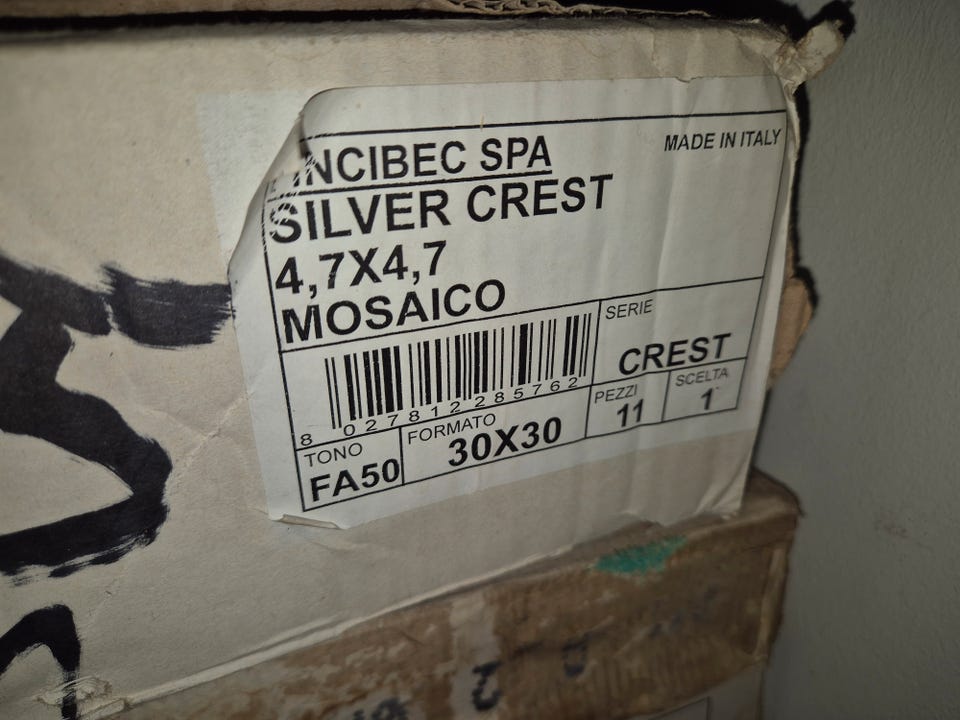 INCIBEC SPA
MADE IN ITALY
SILVER CREST
4,7X4,7
MOSAICO
SERIE
CREST
8 027812 285762
TONO
FA50
FORMATO
30X30
PEZZI
11
SCELTA
1^